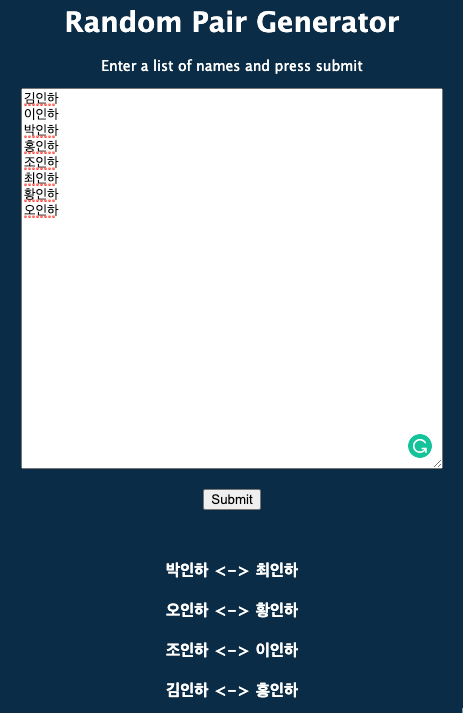 Random Pair Generator
Enter a list of names and press submit
김인하
이인하
박인하
홍인하
조인하
최인하
황인하
오인하
Submit
박인하 <-> 최인하
오인하 <-> 황인하
조인하 <-> 이인하
김인하 <-> 홍인하